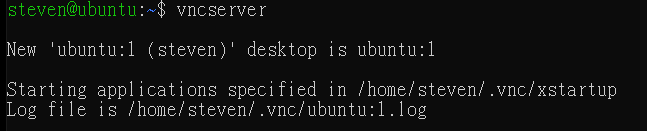 steven@ubuntu:~$ vncserver
New 'ubuntu:1 (steven)' desktop is ubuntu:1
Starting applications specified in /home/steven/.vnc/xstartup
Log file is /home/steven/.vnc/ubuntu:1.log